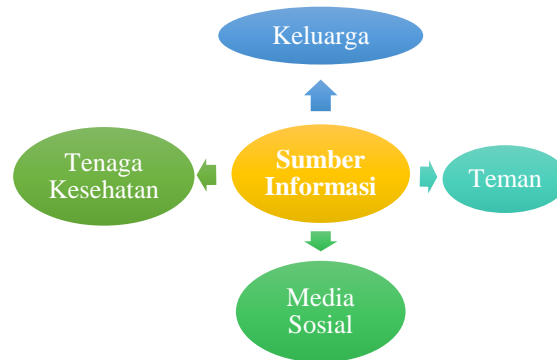 Keluarga
Tenaga
Kesehatan
Sumber
Informasi
Teman
Media
Sosial